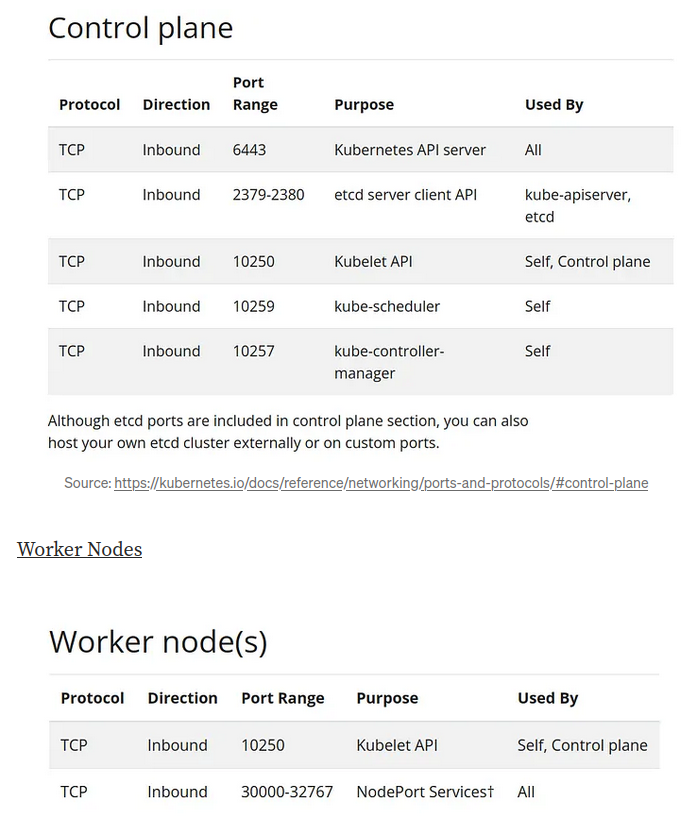 Control plane
Port
Protocol Direction Range Purpose Used By
TCP Inbound 6443 Kubernetes API server All
TCP Inbound 2379-2380 etcd server client API kube-apiserver,
etcd
TCP Inbound 10250 Kubelet API Self, Control plane
TCP Inbound 10259 kube-scheduler Self
TCP Inbound 10257 kube-controller- Self
manager
Although etcd ports are included in control plane section, you can also
host your own etcd cluster externally or on custom ports.
Source: https://kubernetes.io/docs/reference/networking/ports-and-protocols/#control-plane
Worker Nodes
Worker node(s)
Protocol Direction Port Range Purpose Used By
TCP Inbound 10250 Kubelet API Self, Control plane
TCP Inbound 30000-32767 NodePort Services† All